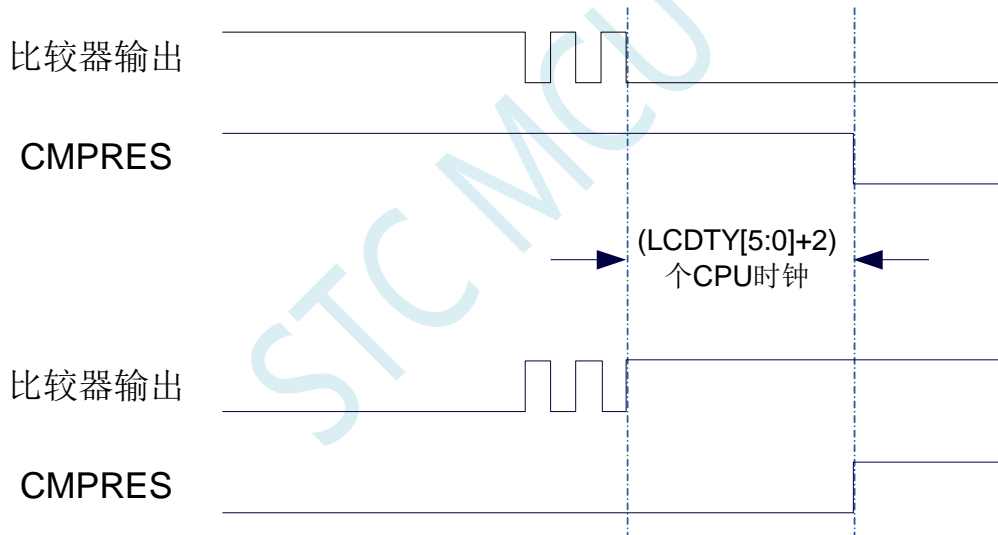 比较器输出
CMPRES
(LCDTY[5:0]+2)
个CPU时钟
比较器输出
CMPRES
STC MCU